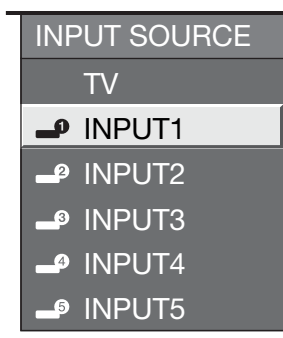 INPUT SOURCE
TV
1 INPUT1
2 INPUT2
3 INPUT3
4 INPUT4
5 INPUT5